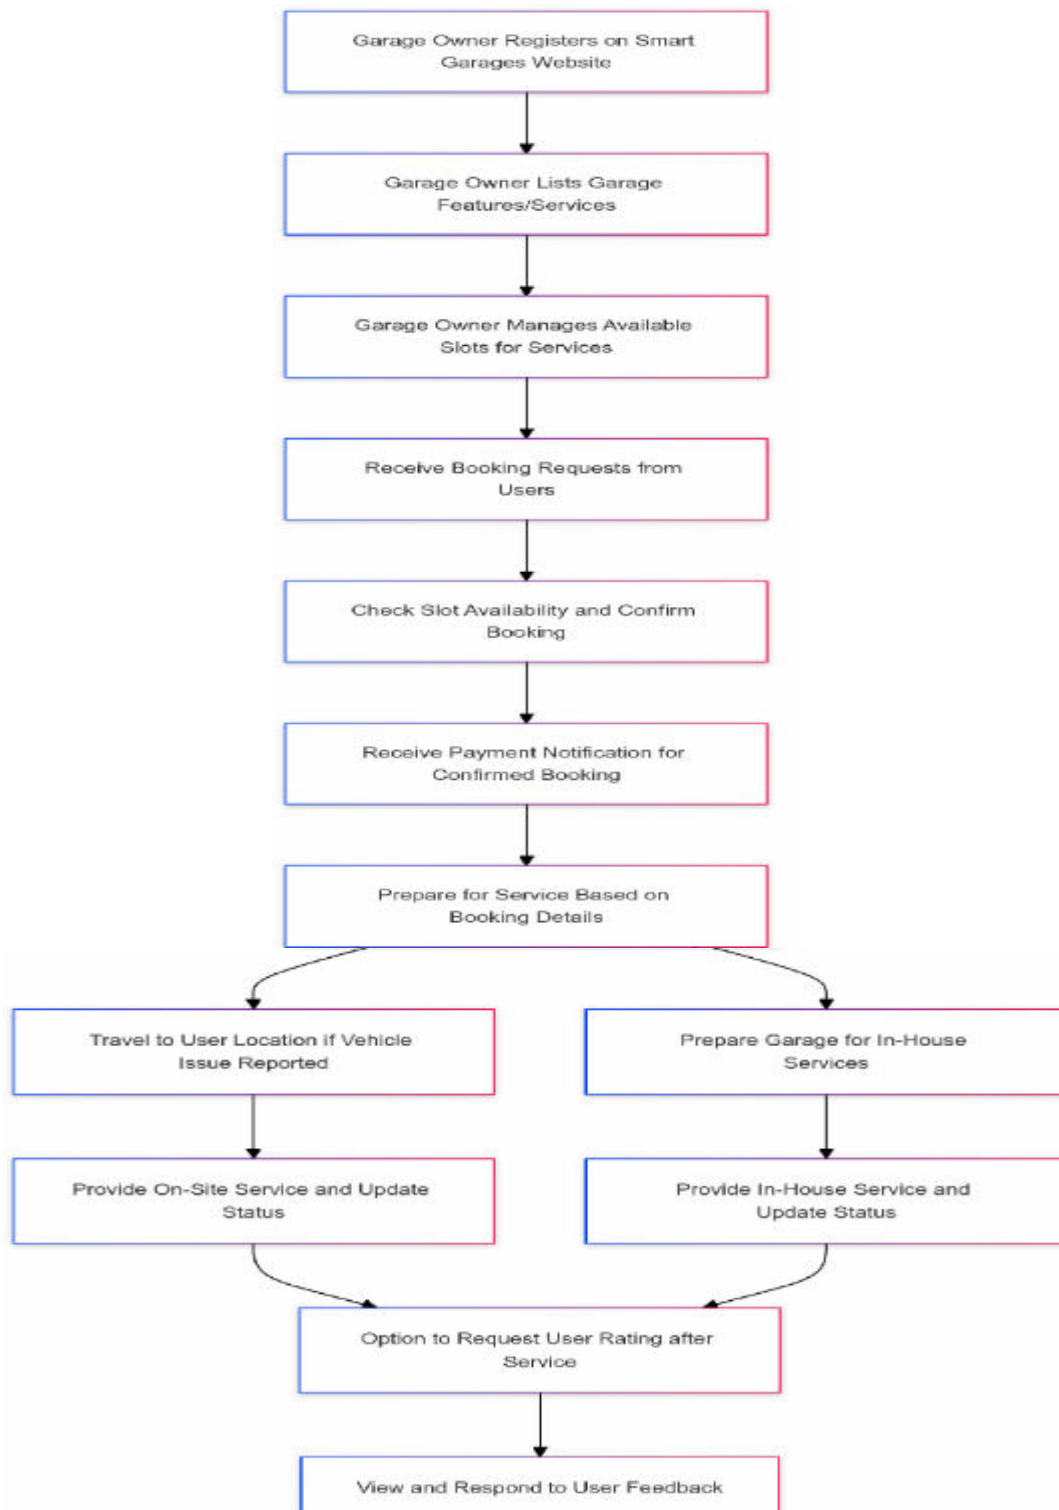 Garage Owner Registers on Smart
Garages Website
Garage Owner Lists Garage
Features/Services
Garage Owner Manages Available
Slots for Services
Receive Booking Requests from
Users
Check Slot Availability and Confirm
Booking
Receive Payment Notification for
Confirmed Booking
Prepare for Service Based on
Booking Details
Travel to User Location if Vehicle
Issue Reported
Prepare Garage for In-House
Services
Provide On-Site Service and Update
Status
Provide In-House Service and
Update Status
Option to Request User Rating after
Service
View and Respond to User Feedback